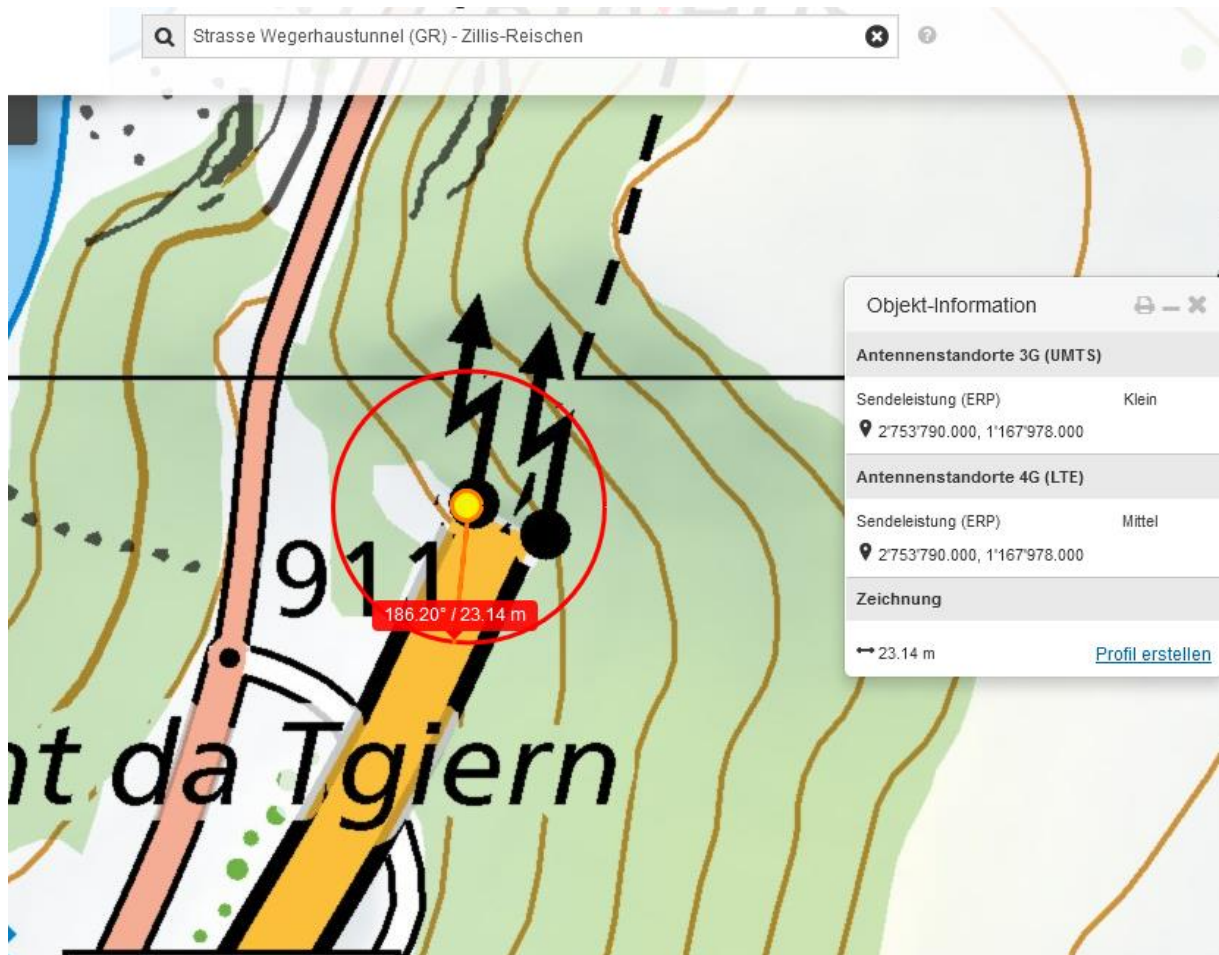 Strasse Wegerhaustunnel (GR) - Zillis-Reischen
Objekt-Information
Antennenstandorte 3G (UMTS)
Sendeleistung (ERP) Klein
2'753'790.000, 1'167'978.000
Antennenstandorte 4G (LTE)
Sendeleistung (ERP) Mittel
2'753'790.000, 1'167'978.000
Zeichnung
23.14 m Profil erstellen
911
186.20° / 23.14 m
da Tgiern